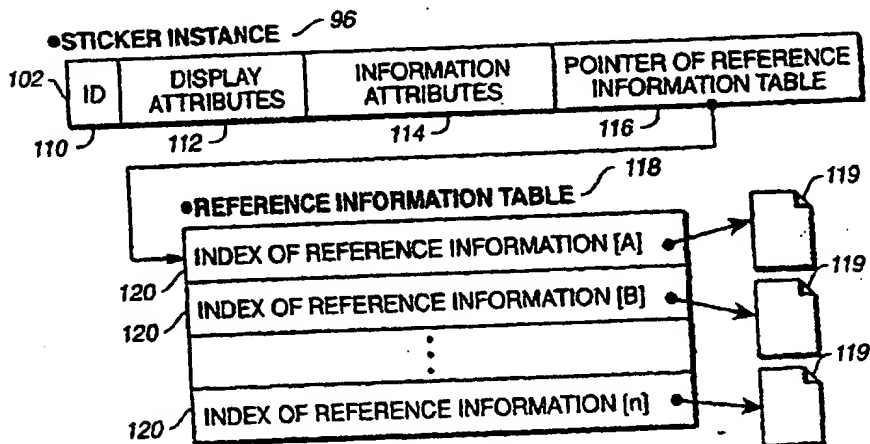 •STICKER INSTANCE 96
102
ID
DISPLAY
ATTRIBUTES
INFORMATION
ATTRIBUTES
POINTER OF REFERENCE
INFORMATION TABLE
110 112 114 116
•REFERENCE INFORMATION TABLE 118
119
INDEX OF REFERENCE INFORMATION [A]
120
119
INDEX OF REFERENCE INFORMATION [B]
120
119
INDEX OF REFERENCE INFORMATION [n]
120